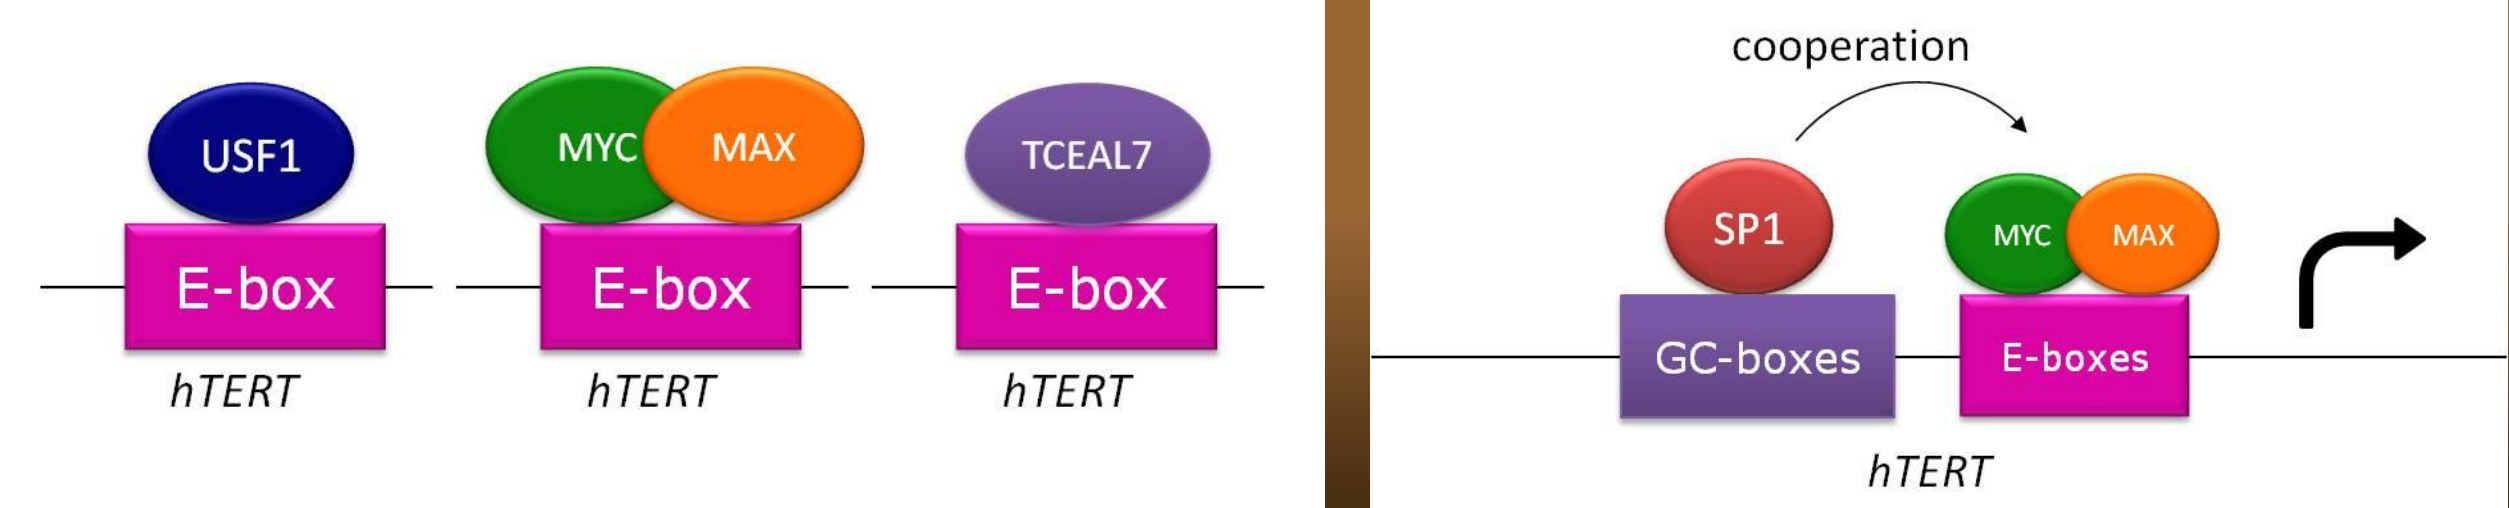 USF1
MYC
MAX
TCEAL7
E-box
E-box
E-box
hTERT
hTERT
hTERT
cooperation
SP1
MYC
MAX
GC-boxes
E-boxes
hTERT